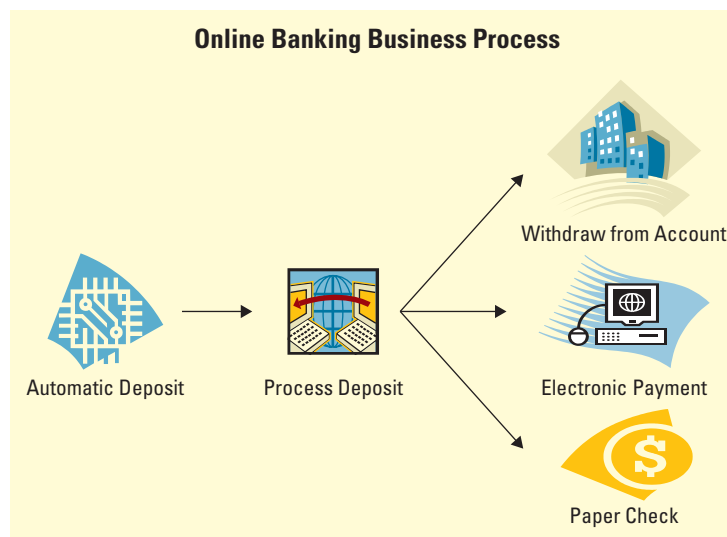 Online Banking Business Process
Withdraw from Account
Automatic Deposit
Process Deposit
Electronic Payment
$
Paper Check